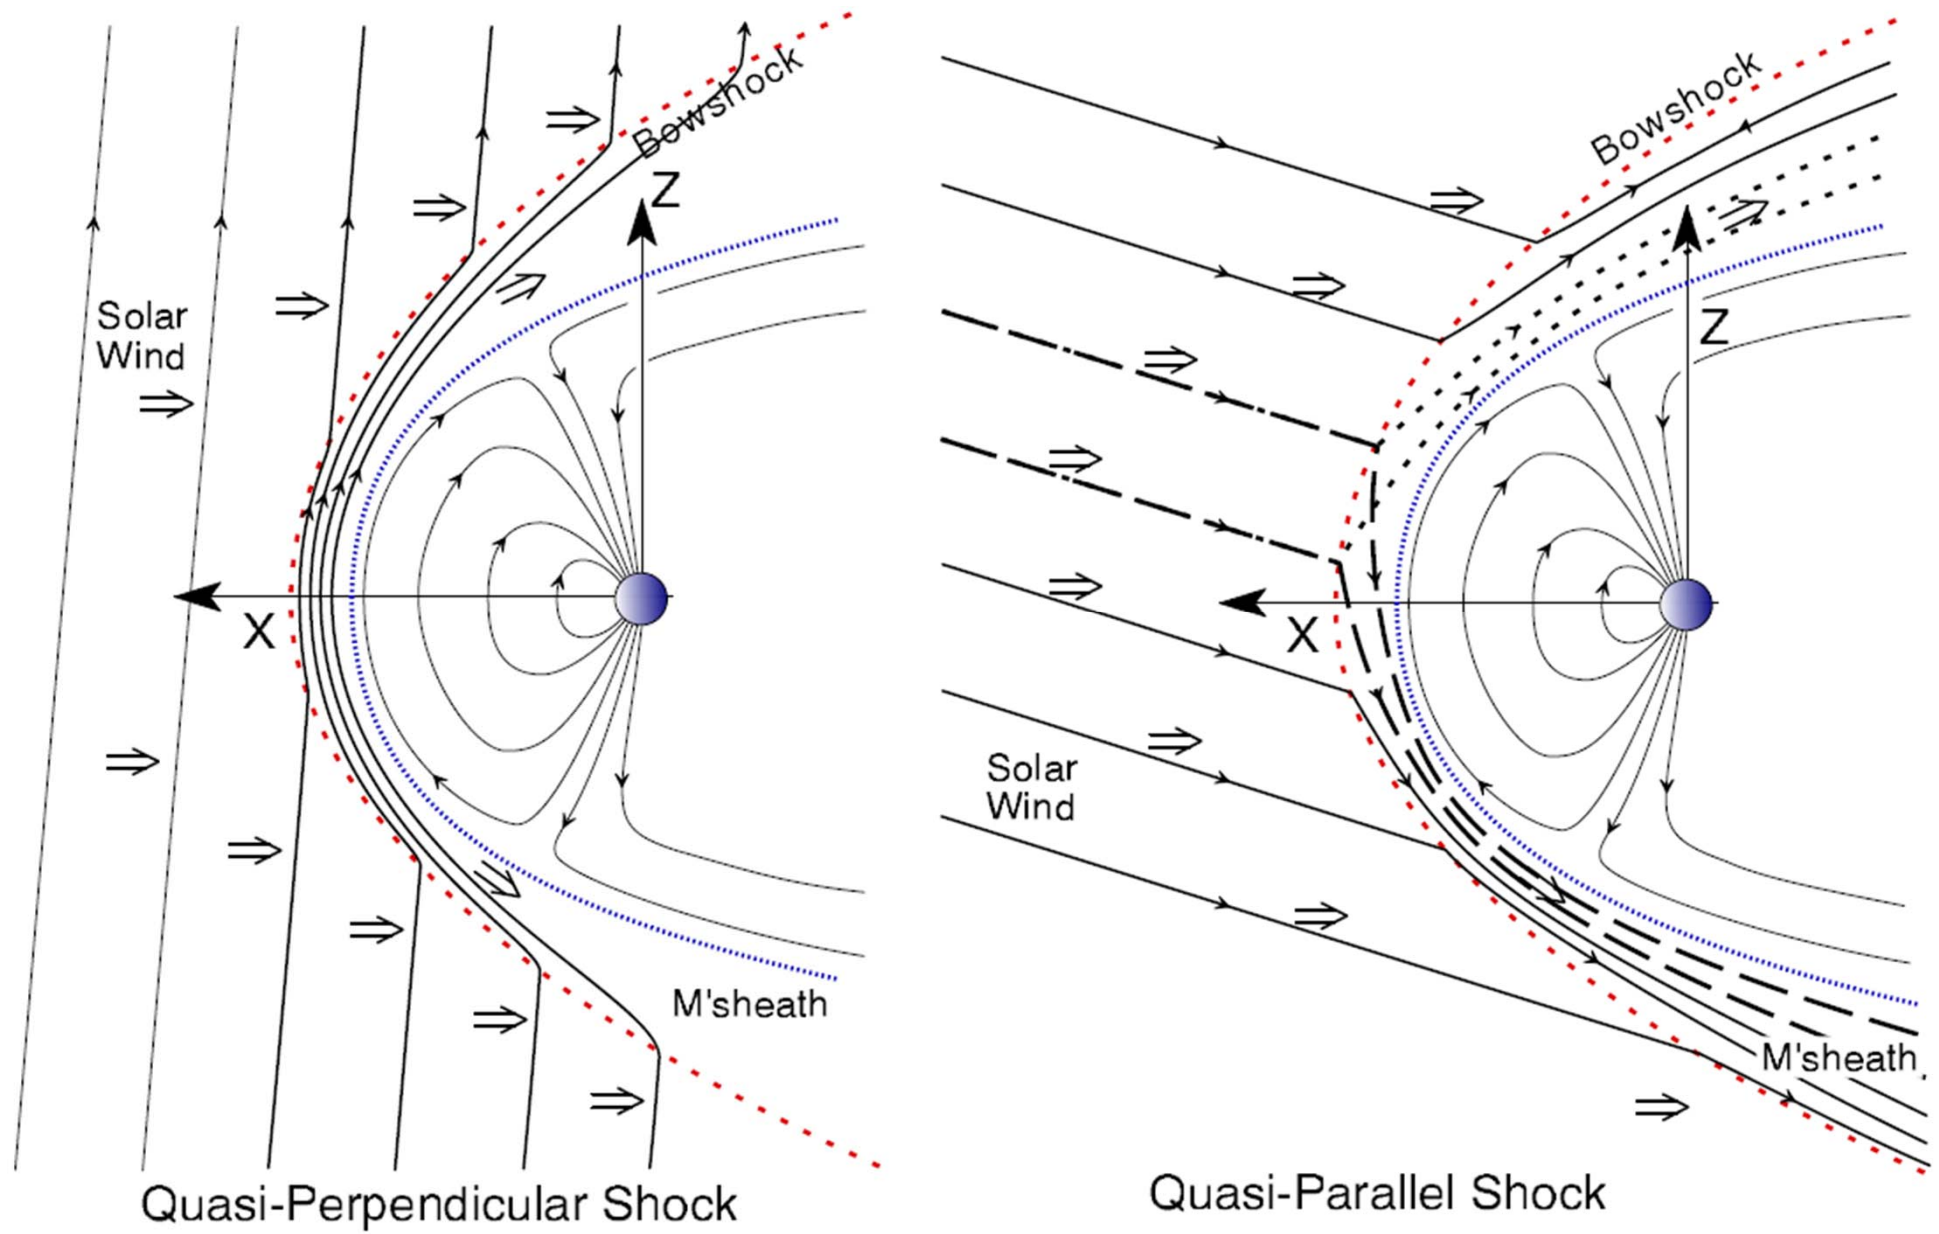 Bowshock
Z
Solar
Wind
X
M'sheath
Quasi-Perpendicular Shock
Bowshock
Z
X
Solar
Wind
M'sheath
Quasi-Parallel Shock